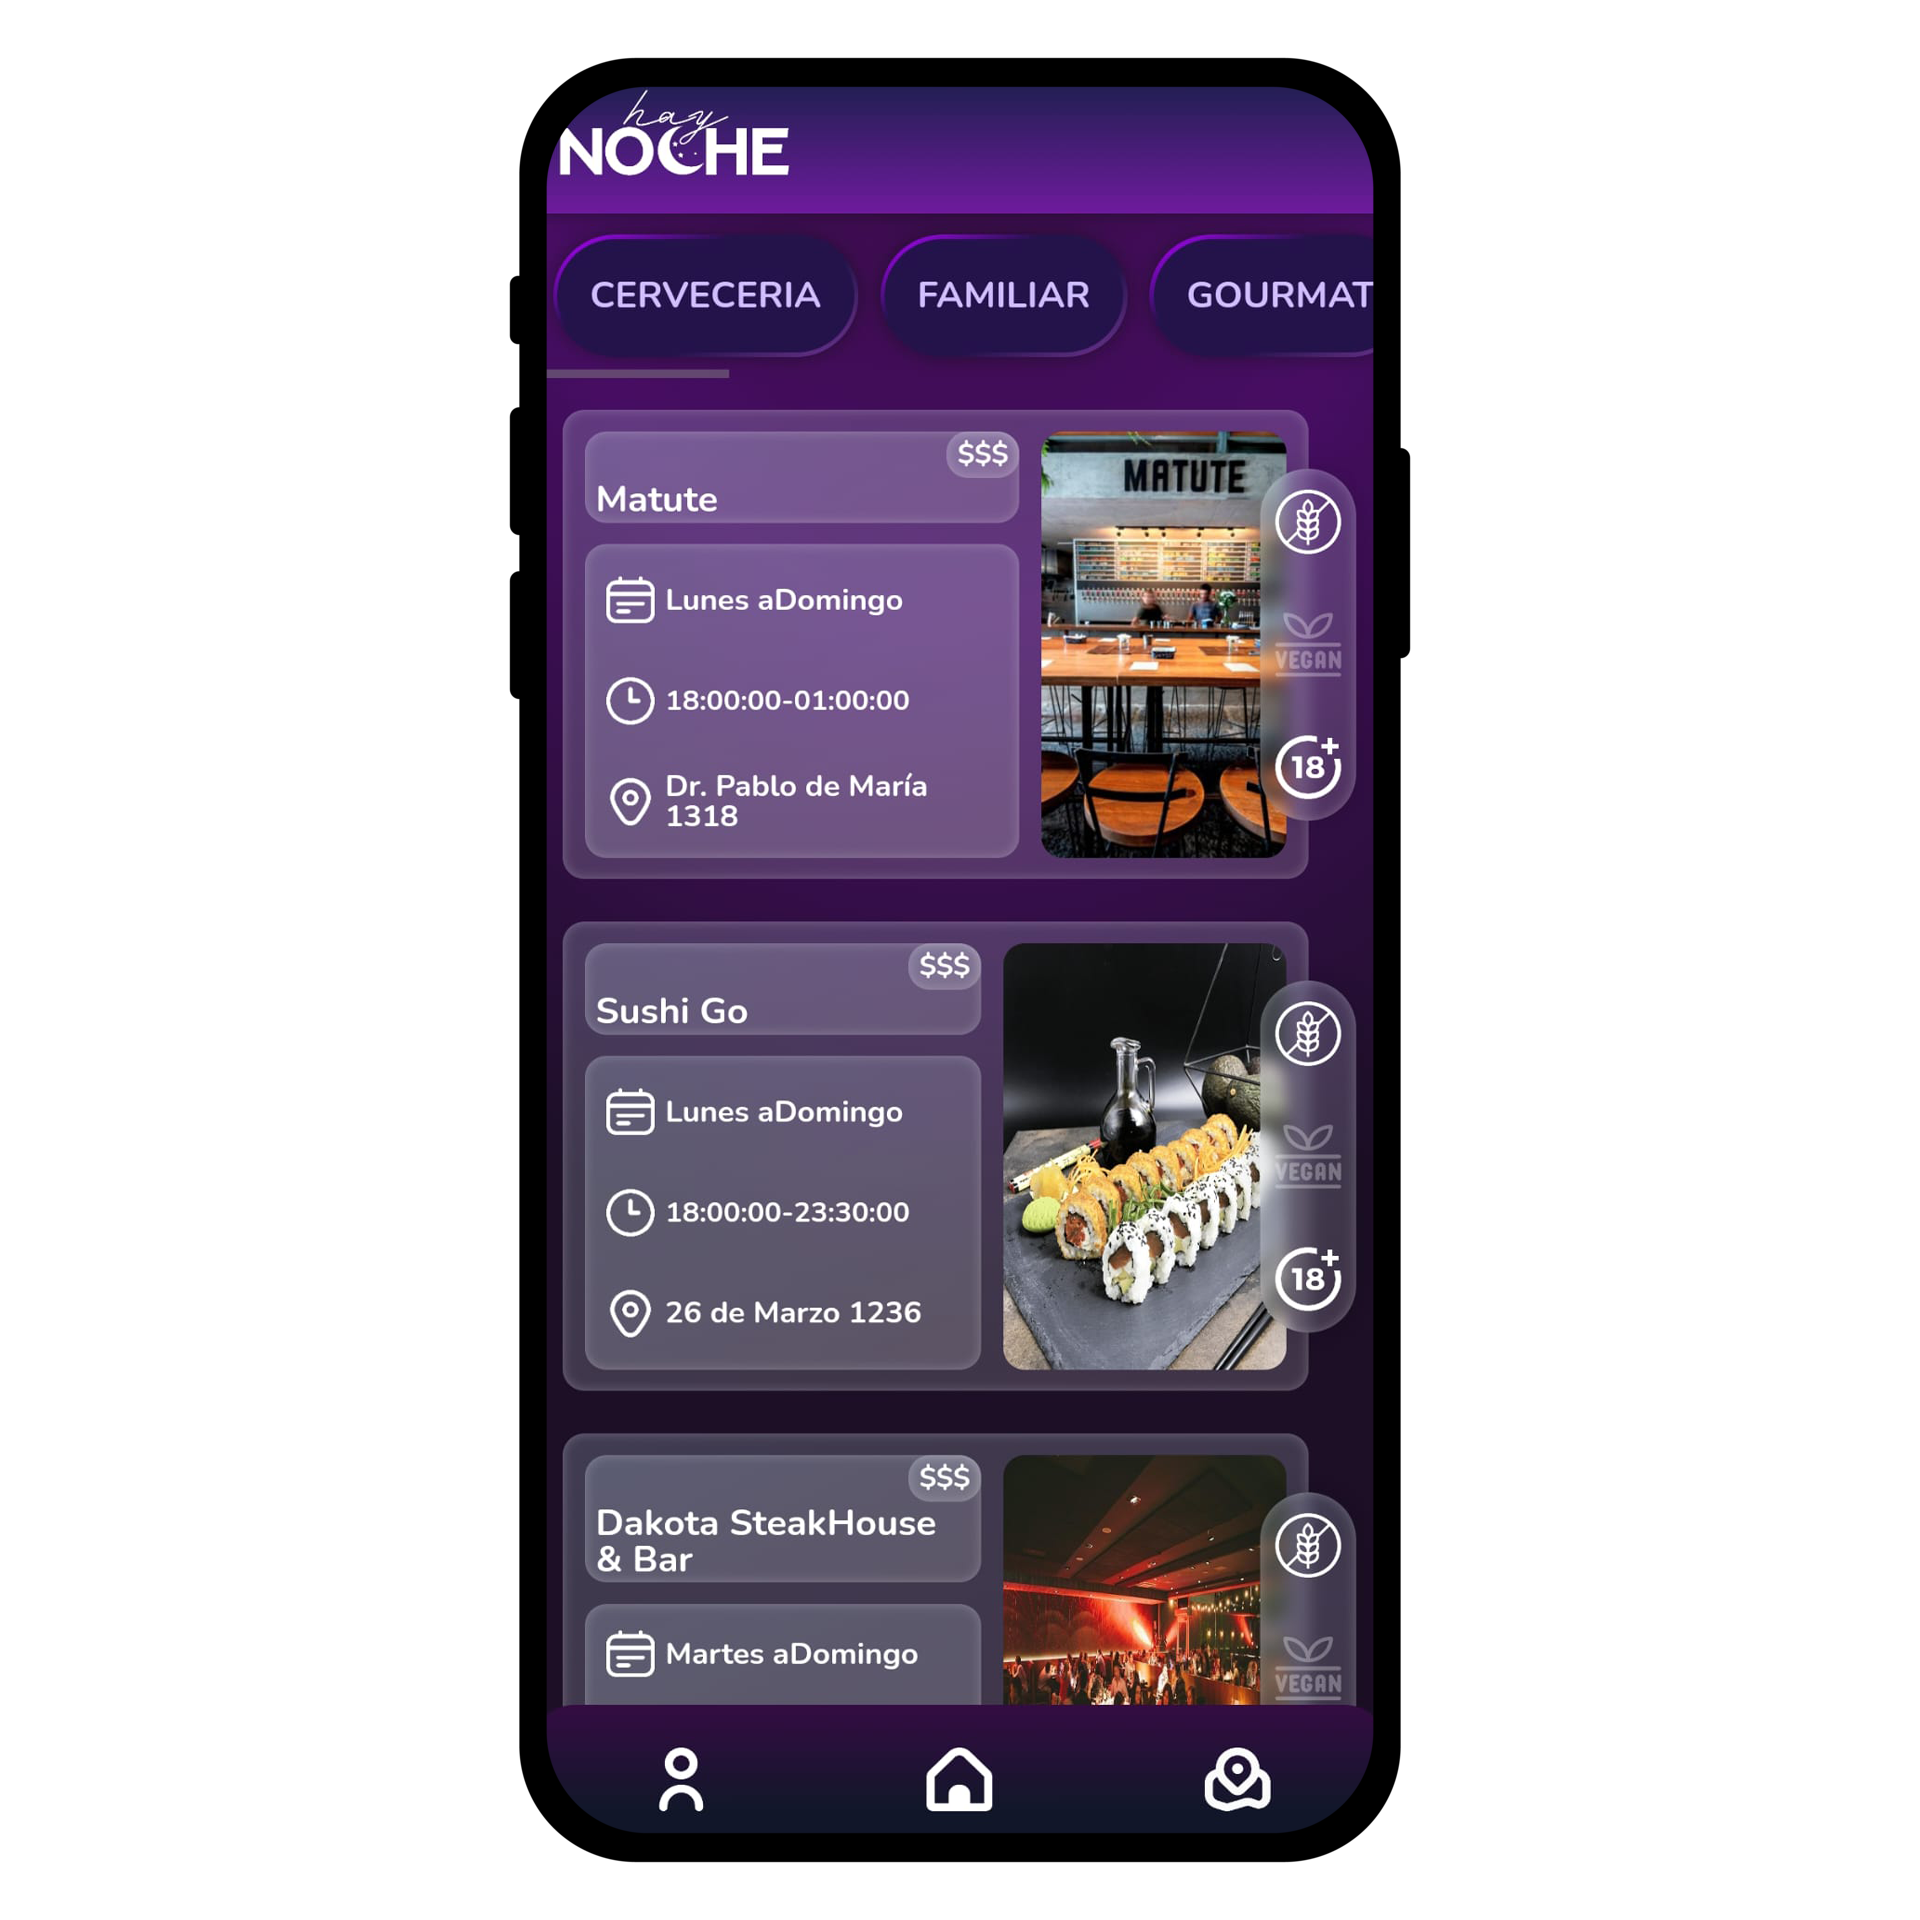 hay
NOCHE
CERVECERIA FAMILIAR GOURMAT
$$$
Matute
MATUTE
Lunes aDomingo
VEGAN
18:00:00-01:00:00
18+
Dr. Pablo de María
1318
$$$
Sushi Go
Lunes aDomingo
VEGAN
18:00:00-23:30:00
18+
26 de Marzo 1236
$$$
Dakota SteakHouse
& Bar
Martes aDomingo
VEGAN